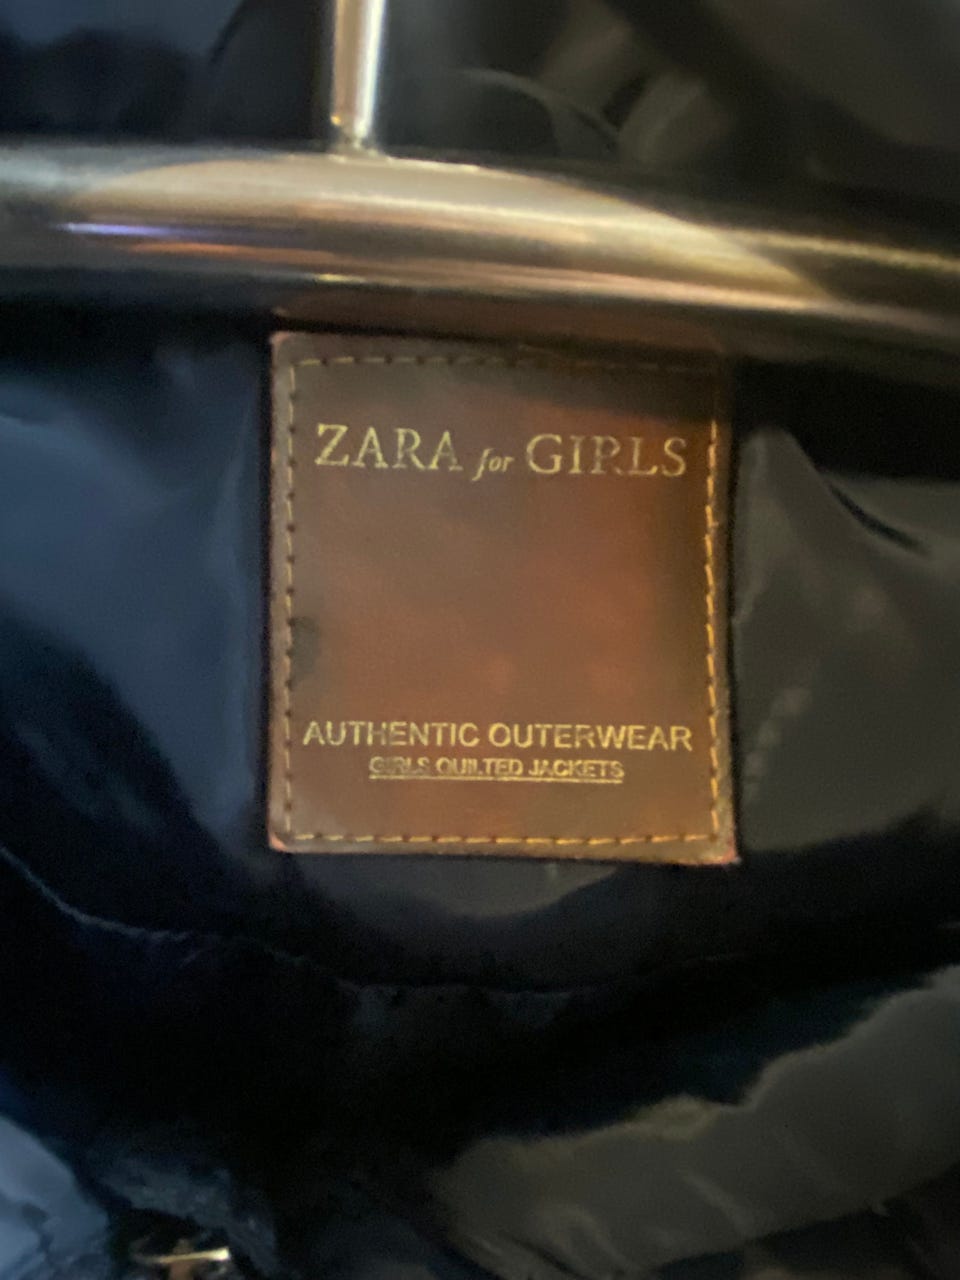 ZARA for GIRLS
AUTHENTIC OUTERWEAR
GIRLS QUILTED JACKETS